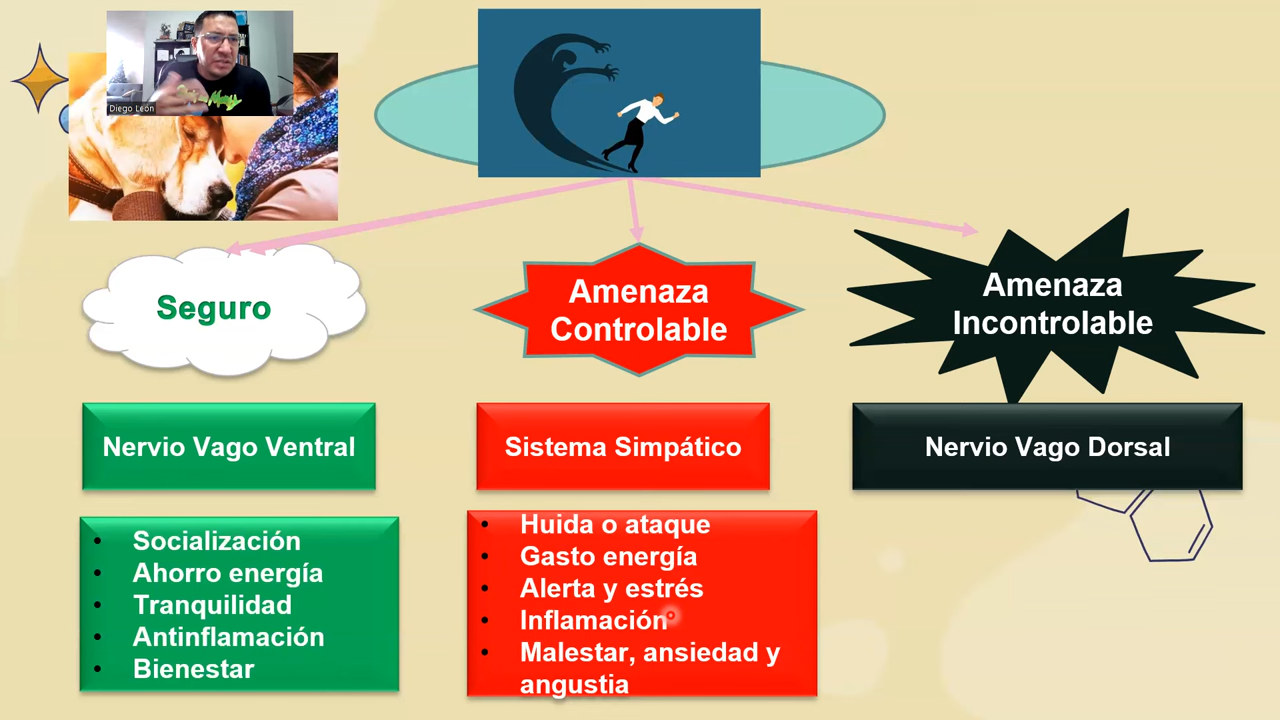 Diego León
Seguro
Amenaza
Controlable
Amenaza
Incontrolable
Nervio Vago Ventral
Sistema Simpático
Nervio Vago Dorsal
• Socialización
• Ahorro energía
• Tranquilidad
• Antinflamación
• Bienestar
• Huida o ataque
• Gasto energía
• Alerta y estrés
• Inflamación
• Malestar, ansiedad y
angustia